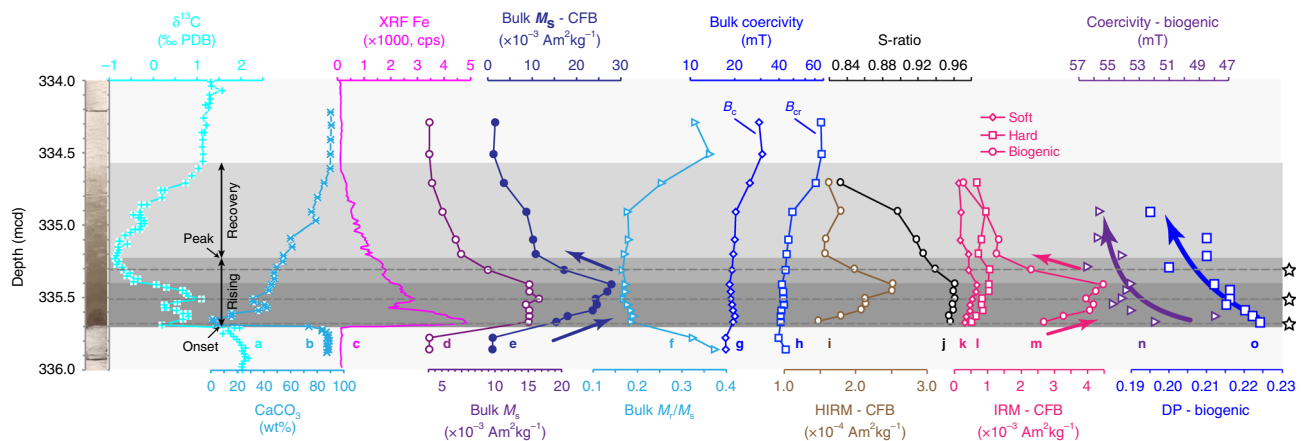 δ13C
(‰ PDB)
XRF Fe
(×1000, cps)
Bulk Ms - CFB
(×10−3 Am2kg−1)
Bulk coercivity
(mT)
S-ratio
Coercivity - biogenic
(mT)
−1 0 1 2
0 1 2 3 4 5
0 10 20 30
10 20 40 60
0.84 0.88 0.92 0.96
57 55 53 51 49 47
334.0
334.5
335.0
335.5
336.0
Depth (mcd)
Bc
Bcr
Soft
Hard
Biogenic
Recovery
Peak
Rising
Onset
a b c d e f g h i j k l m n o
0 20 40 60 80 100
5 10 15 20
0.1 0.2 0.3 0.4
1.0 2.0 3.0
0 1 2 3 4
0.19 0.20 0.21 0.22 0.23
CaCO3
(wt%)
Bulk Ms
(×10−3 Am2kg−1)
Bulk Mr/Ms
HIRM - CFB
(×10−4 Am2kg−1)
IRM - CFB
(×10−3 Am2kg−1)
DP - biogenic